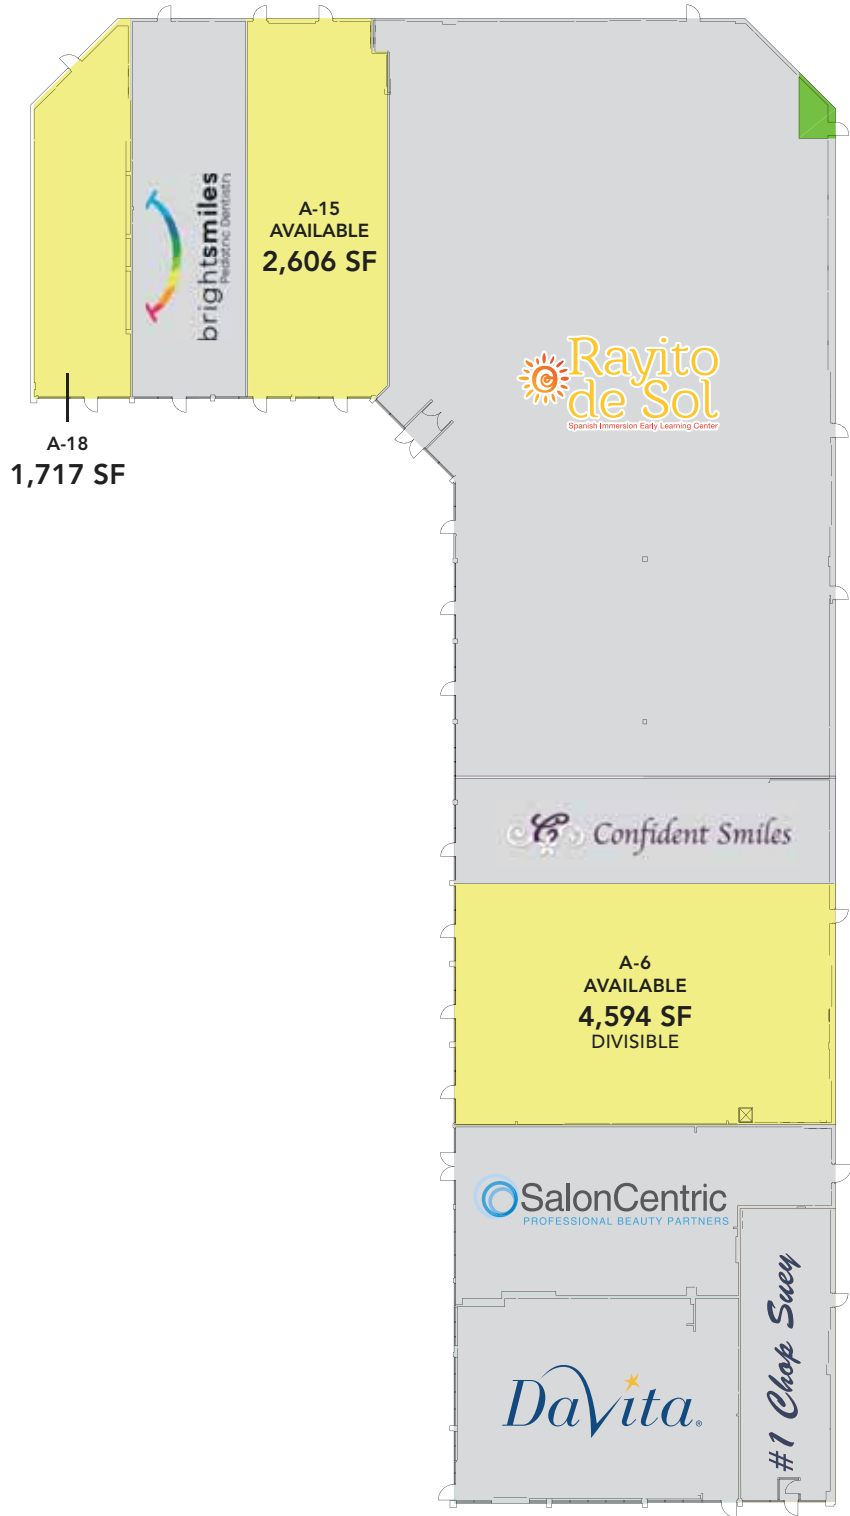 brightsmiles
Pediatric Dentistry
A-15
AVAILABLE
2,606 SF
Rayito
de Sol
Spanish Immersion Early Learning Center
A-18
1,717 SF
Confident Smiles
A-6
AVAILABLE
4,594 SF
DIVISIBLE
SalonCentric
PROFESSIONAL BEAUTY PARTNERS
#1 Chop Suey
DaVita®